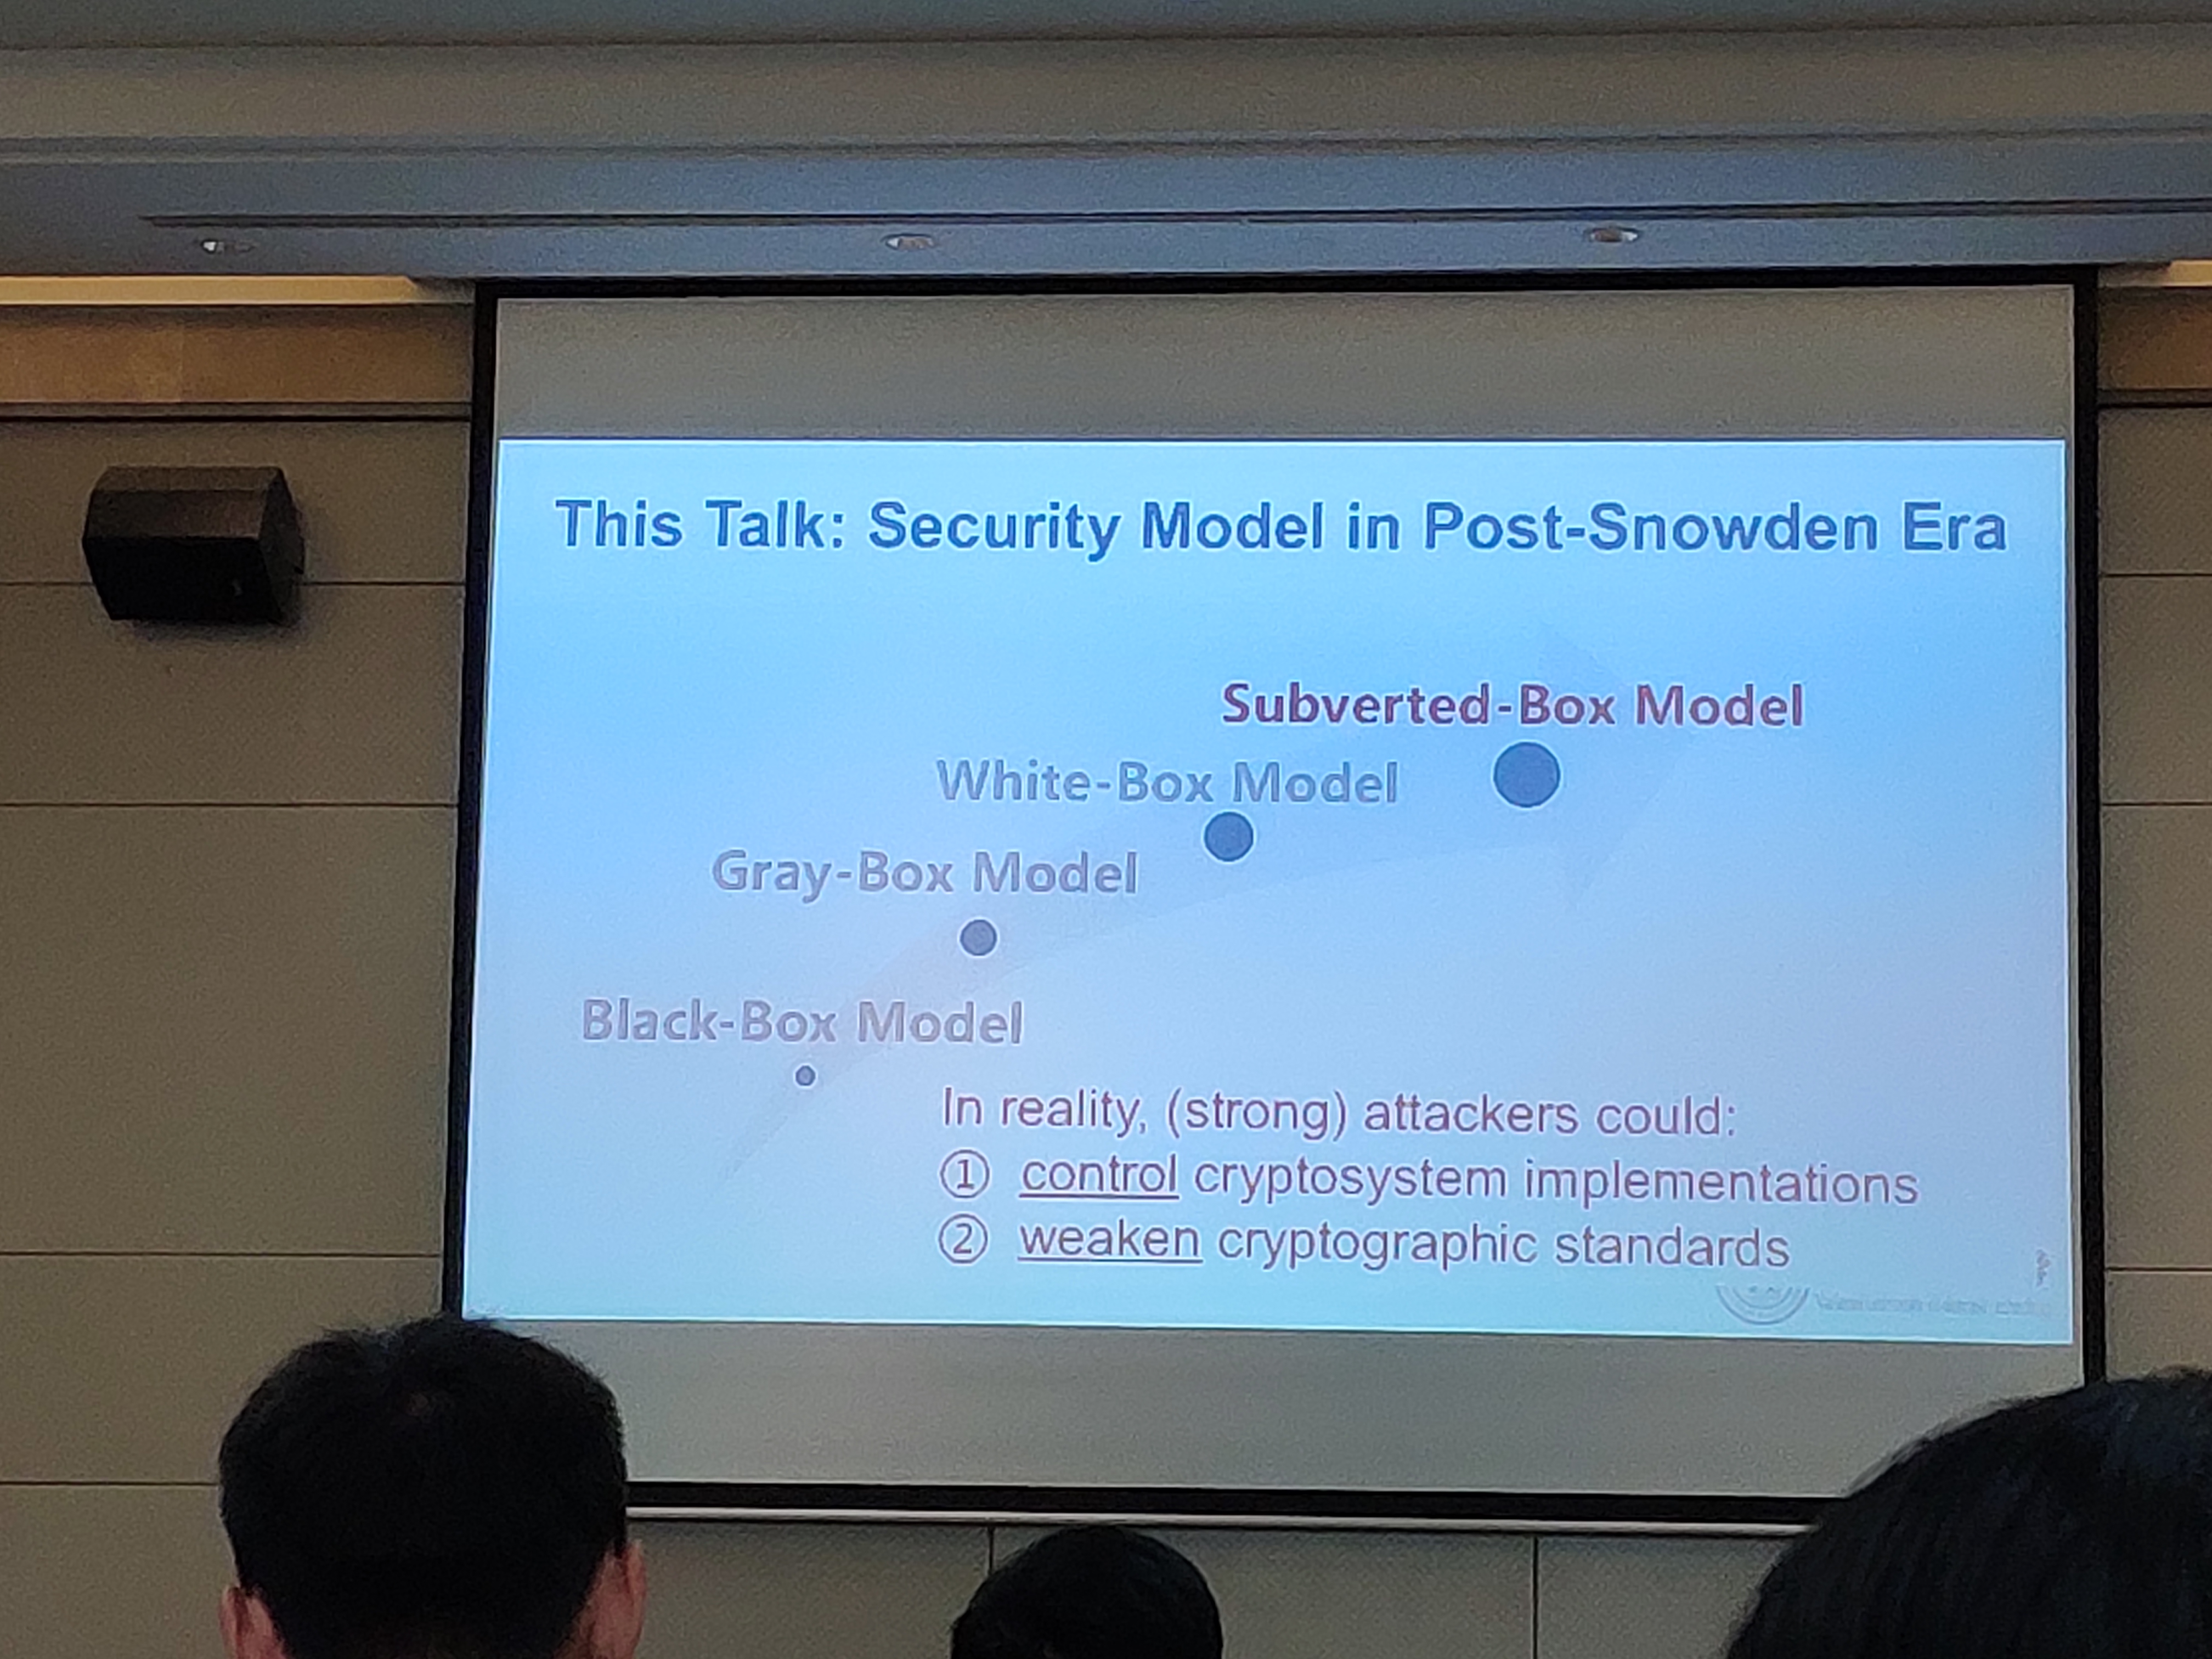 This Talk: Security Model in Post-Snowden Era
Subverted-Box Model
White-Box Model
Gray-Box Model
Black-Box Model
In reality, (strong) attackers could:
① control cryptosystem implementations
② weaken cryptographic standards